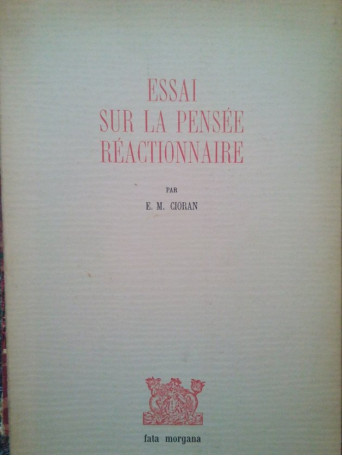 ESSAI
SUR LA PENSÉE
RÉACTIONNAIRE
PAR
E. M. CIORAN
fata morgana